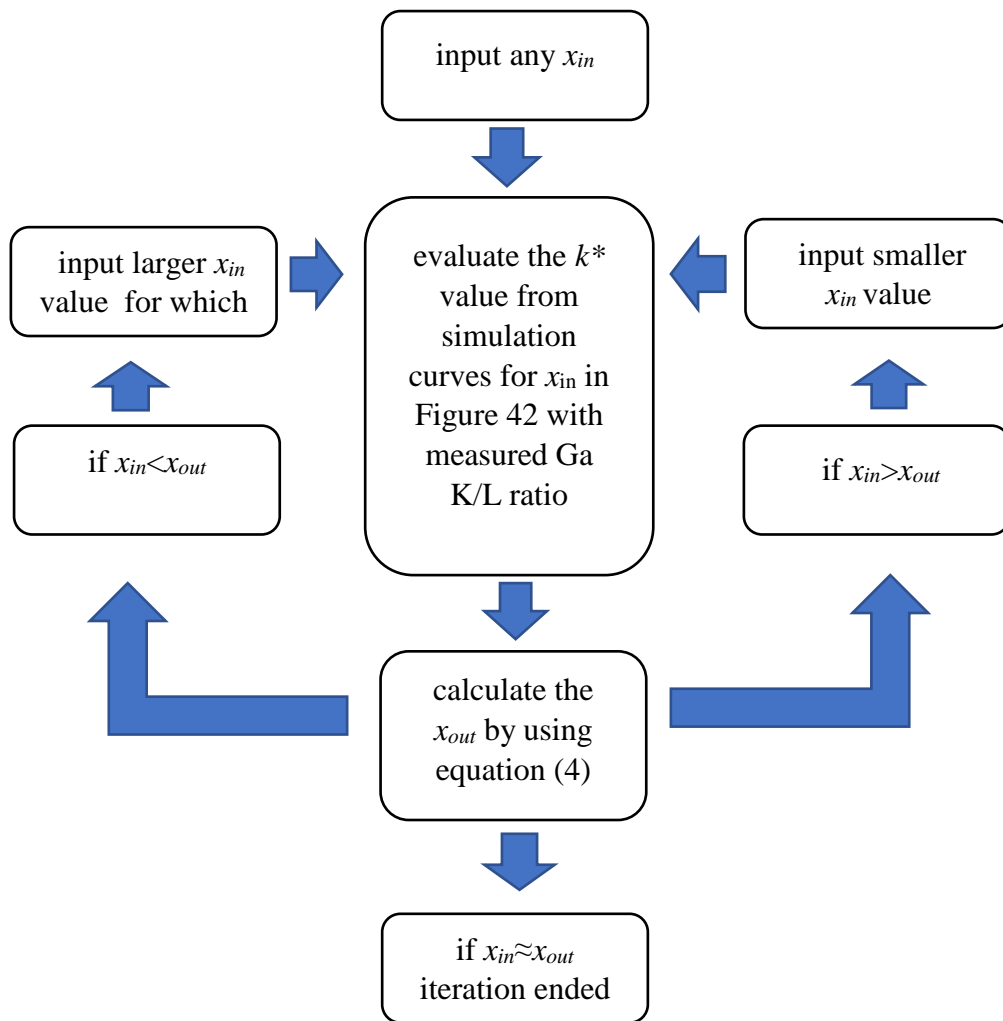 input any xin
evaluate the k*
value from
simulation
curves for xin in
Figure 42 with
measured Ga
K/L ratio
input larger xin
value for which
input smaller
xin value
if xin<xout
if xin>xout
calculate the
xout by using
equation (4)
if xin≈xout
iteration ended